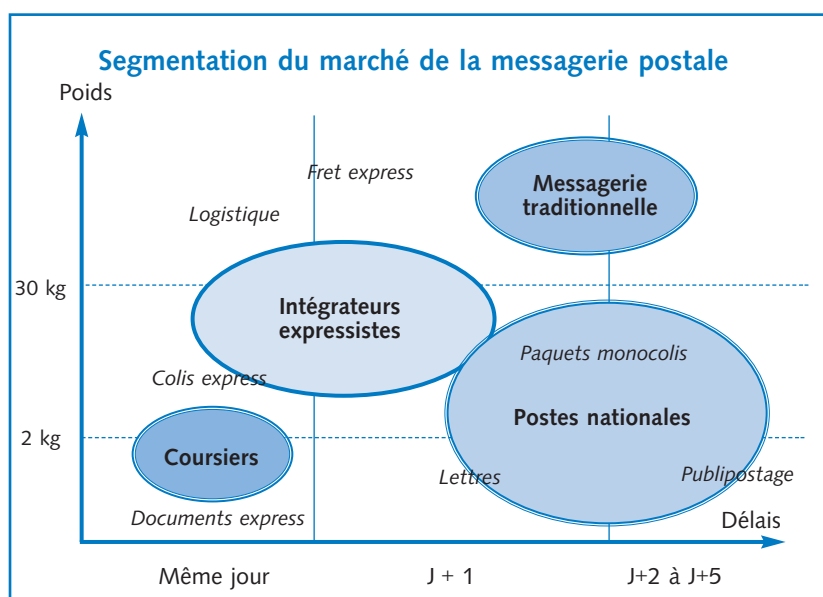 Segmentation du marché de la messagerie postale
Poids
Fret express
Messagerie
traditionnelle
Logistique
30 kg
Intégrateurs
expressistes
Paquets monocolis
Colis express
Postes nationales
2 kg
Coursiers
Lettres
Publipostage
Documents express
Délais
Même jour
J + 1
J+2 à J+5